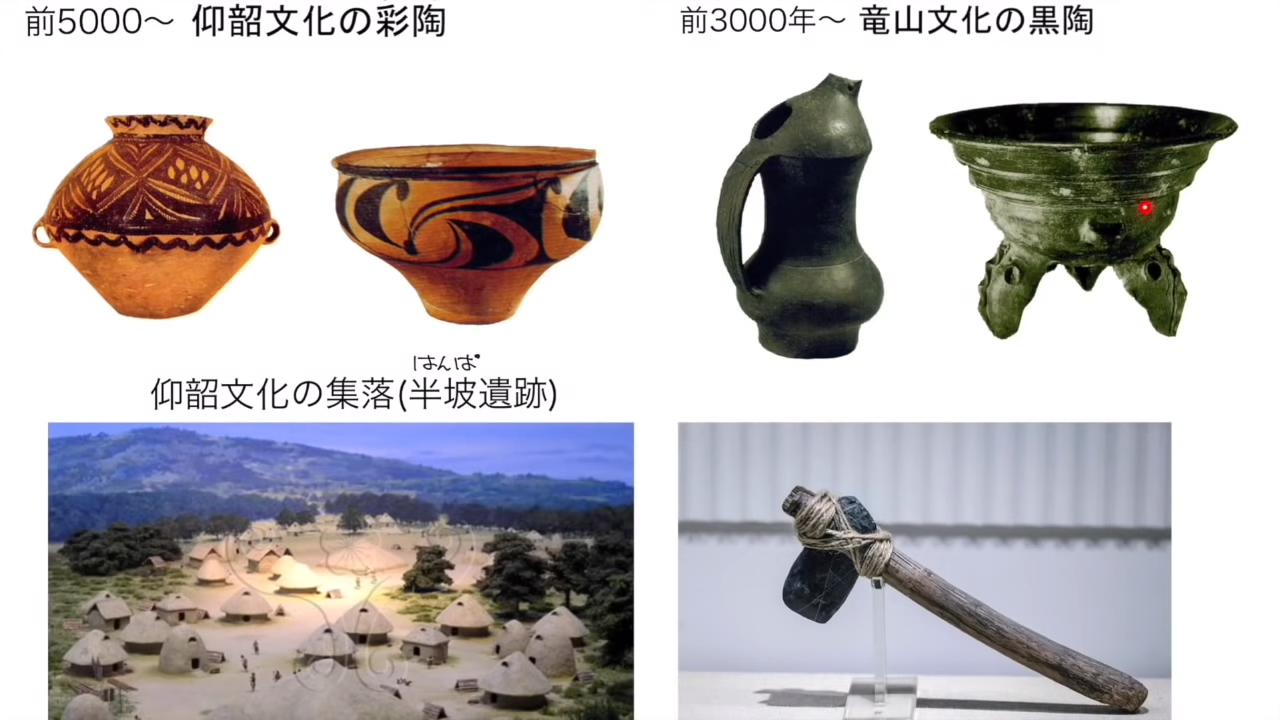 前5000〜 仰韶文化の彩陶
前3000年〜 竜山文化の黒陶
はんぱ
仰韶文化の集落(半坡遺跡)